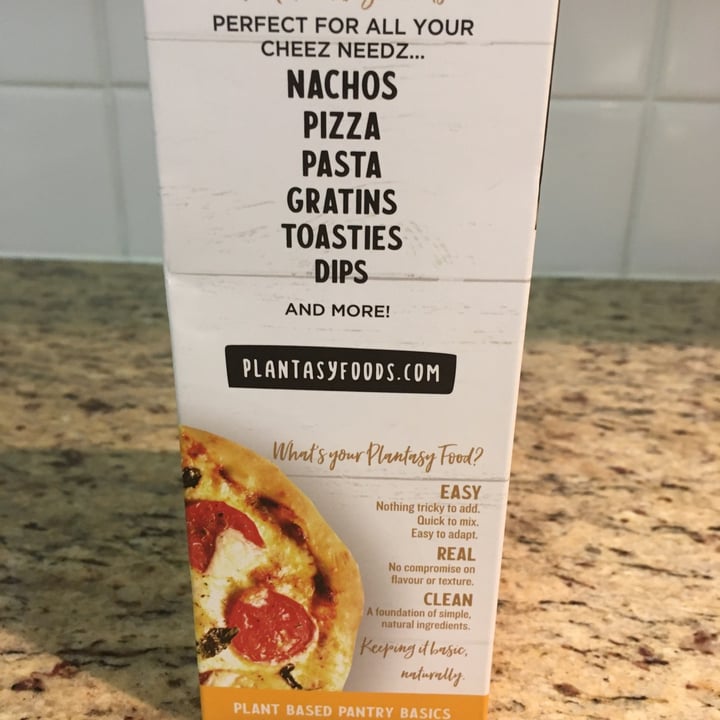 PERFECT FOR ALL YOUR
CHEEZ NEEDZ...
NACHOS
PIZZA
PASTA
GRATINS
TOASTIES
DIPS
AND MORE!
PLANTASYFOODS.COM
What's your Plantasy Food?
EASY
Nothing tricky to add.
Quick to mix.
Easy to adapt.
REAL
No compromise on
flavour or texture.
CLEAN
A foundation of simple,
natural ingredients.
Keeping it basic,
naturally.
PLANT BASED PANTRY BASICS